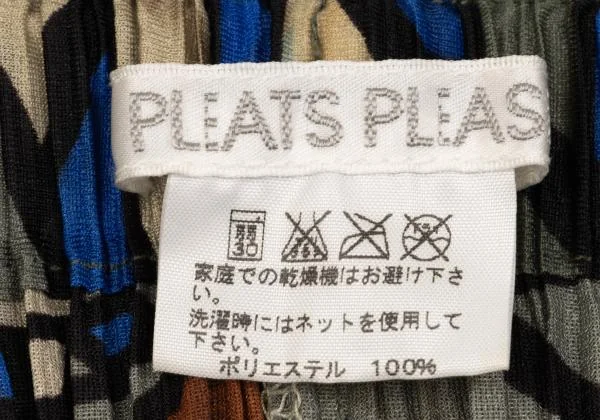 PLEATS PLEAS
家庭での乾燥機はお避け下さ
い。
洗濯時にはネットを使用して
下さい。
ポリエステル 100%